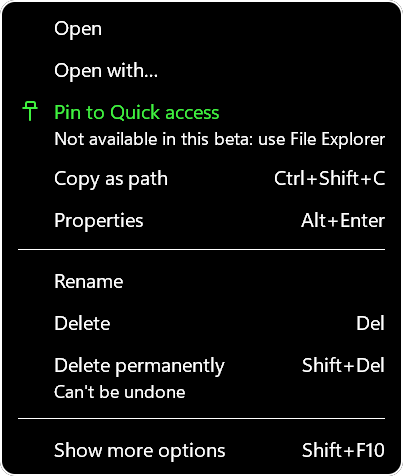 Open
Open with...
Pin to Quick access
Not available in this beta: use File Explorer
Copy as path Ctrl+Shift+C
Properties Alt+Enter
Rename
Delete Del
Delete permanently Shift+Del
Can't be undone
Show more options Shift+F10